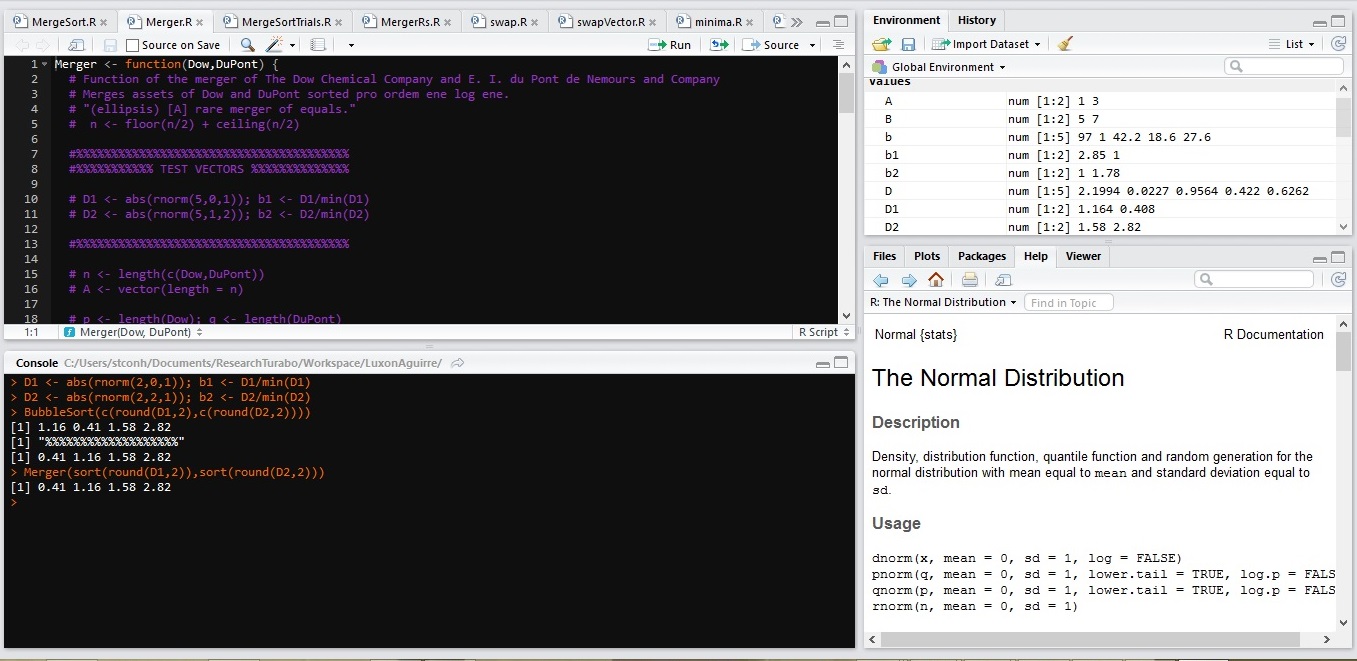 MergeSort.R × Merger.R × MergeSortTrials.R × MergerRs.R × swap.R × swapVector.R × minima.R ×
Source on Save Run Source
1 Merger <- function(Dow,DuPont) {
2 # Function of the merger of The Dow Chemical Company and E. I. du Pont de Nemours and Company
3 # Merges assets of Dow and DuPont sorted pro ordem ene log ene.
4 # "(ellipsis) [A] rare merger of equals."
5 # n <- floor(n/2) + ceiling(n/2)
6
7 #%%%%%%%%%%%%%%%%%%%%%%%%%%%%%%%%%%%%%%%
8 #%%%%%%%%%%% TEST VECTORS %%%%%%%%%%%%%%
9
10 # D1 <- abs(rnorm(5,0,1)); b1 <- D1/min(D1)
11 # D2 <- abs(rnorm(5,1,2)); b2 <- D2/min(D2)
12
13 #%%%%%%%%%%%%%%%%%%%%%%%%%%%%%%%%%%%%%%%
14
15 # n <- length(c(Dow,DuPont))
16 # A <- vector(length = n)
17
18 # p <- length(Dow); q <- length(DuPont)
1:1 Merger(Dow, DuPont) R Script
Console C:/Users/stconh/Documents/ResearchTurabo/Workspace/LuxonAguirre/
> D1 <- abs(rnorm(2,0,1)); b1 <- D1/min(D1)
> D2 <- abs(rnorm(2,2,1)); b2 <- D2/min(D2)
> BubbleSort(c(round(D1,2),c(round(D2,2))))
[1] 1.16 0.41 1.58 2.82
[1] "%%%%%%%%%%%%%%%%%%%"
[1] 0.41 1.16 1.58 2.82
> Merger(sort(round(D1,2)),sort(round(D2,2)))
[1] 0.41 1.16 1.58 2.82
>
Environment History
Import Dataset List
Global Environment
Values
A num [1:2] 1 3
B num [1:2] 5 7
b num [1:5] 97 1 42.2 18.6 27.6
b1 num [1:2] 2.85 1
b2 num [1:2] 1 1.78
D num [1:5] 2.1994 0.0227 0.9564 0.422 0.6262
D1 num [1:2] 1.164 0.408
D2 num [1:2] 1.58 2.82
Files Plots Packages Help Viewer
R: The Normal Distribution Find in Topic
Normal {stats} R Documentation
The Normal Distribution
Description
Density, distribution function, quantile function and random generation for the
normal distribution with mean equal to mean and standard deviation equal to
sd.
Usage
dnorm(x, mean = 0, sd = 1, log = FALSE)
pnorm(q, mean = 0, sd = 1, lower.tail = TRUE, log.p = FALS
qnorm(p, mean = 0, sd = 1, lower.tail = TRUE, log.p = FALS
rnorm(n, mean = 0, sd = 1)